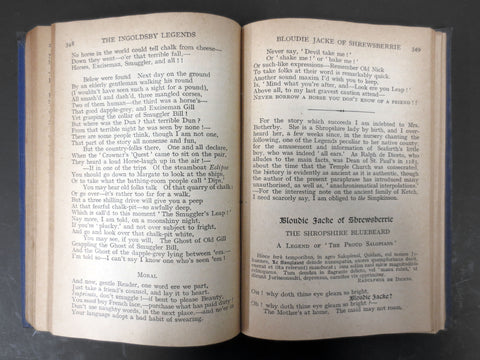 348
THE INGOLDSBY LEGENDS
No horse in the world could tell chalk from cheese—
Down they went—o'er that terrible fall,—
Horses, Exciseman, Smuggler, and all!!
Below were found Next day on the ground
By an elderly gentleman walking his round
(I wouldn't have seen such a sight for a pound),
All smash'd and dash'd, three mangled corses,
Two of them human—the third was a horse's—
That good dapple-grey, and Exciseman Gill
Yet grasping the collar of Smuggler Bill!
But where was the Dun? that terrible Dun?
From that terrible night he was seen by none!—
There are some people think, though I am not one,
That part of the story all nonsense and fun,
But the country-folks there One and all declare,
When the "Crowner's 'Quest" came to sit on the pair,
They heard a loud Horse-laugh up in the air!—
—If in one of the trips Of the steam-boat Eclipse
You should go down to Margate to look at the ships,
Or to take what the bathing-room people call "Dips,"
You may hear old folks talk Of that quarry of chalk;
Or go over—it's rather too far for a walk,
But a three shilling drive will give you a peep
At that fearful chalk-pit—so awfully deep,
Which is call'd to this moment "The Smuggler's Leap!"
Nay more, I am told, on a moonshiny night,
If you're "plucky," and not over subject to fright,
And go and look over that chalk-pit white,
You may see, if you will, The Ghost of Old Gill
Grappling the Ghost of Smuggler Bill,
And the Ghost of the dapple-grey lying between 'em.—
I'm told so—I can't say I know one who's seen 'em!
MORAL
And now, gentle Reader, one word ere we part,
Just take a friend's counsel, and lay it to heart.
Imprimis, don't smuggle!—if bent to please Beauty,
You must buy French lace,—purchase what has paid duty!
Don't use naughty words, in the next place,—and ne'er in
Your language adopt a bad habit of swearing.
BLOUDIE JACKE OF SHREWSBERRIE
349
Never say, "Devil take me!"
Or "shake me!" or "bake me!"
Or such-like expressions—Remember Old Nick
To take folks at their word is remarkably quick.
Another sound maxim I'd wish you to keep,
Is, "Mind what you're after, and—Look ere you Leap!"
Above all, to my last gravest caution attend—
NEVER BORROW A HORSE YOU DON'T KNOW OF A FRIEND!!!
For the story which succeeds I am indebted to Mrs.
Botherby. She is a Shropshire lady by birth, and I over-
heard her, a few weeks since, in the nursery chanting the
following, one of the Legends peculiar to her native county,
for the amusement and information of Seaforth's little
boy, who was indeed "all ears." As Ralph de Diceto, who
alludes to the main facts, was Dean of St. Paul's in 1183,
about the time that the Temple Church was consecrated,
the history is evidently as ancient as it is authentic, though
the author of the present paraphrase has introduced many
unauthorised, as well as, "anachronismatical interpolations."
—For the interesting note on the ancient family of Ketch,
I need scarcely say, I am obliged to the Simpkinson.
Bloudie Jacke of Shrewsberrie
THE SHROPSHIRE BLUEBEARD
A LEGEND OF "THE PROUD SALOPIANS"
RADULPHUS DE DICETO.
Oh! why doth thine eye gleam so bright,
Bloudie Jacke?
Oh! why doth thine eye gleam so bright?—
The Mother's at home, The maid may not roam,